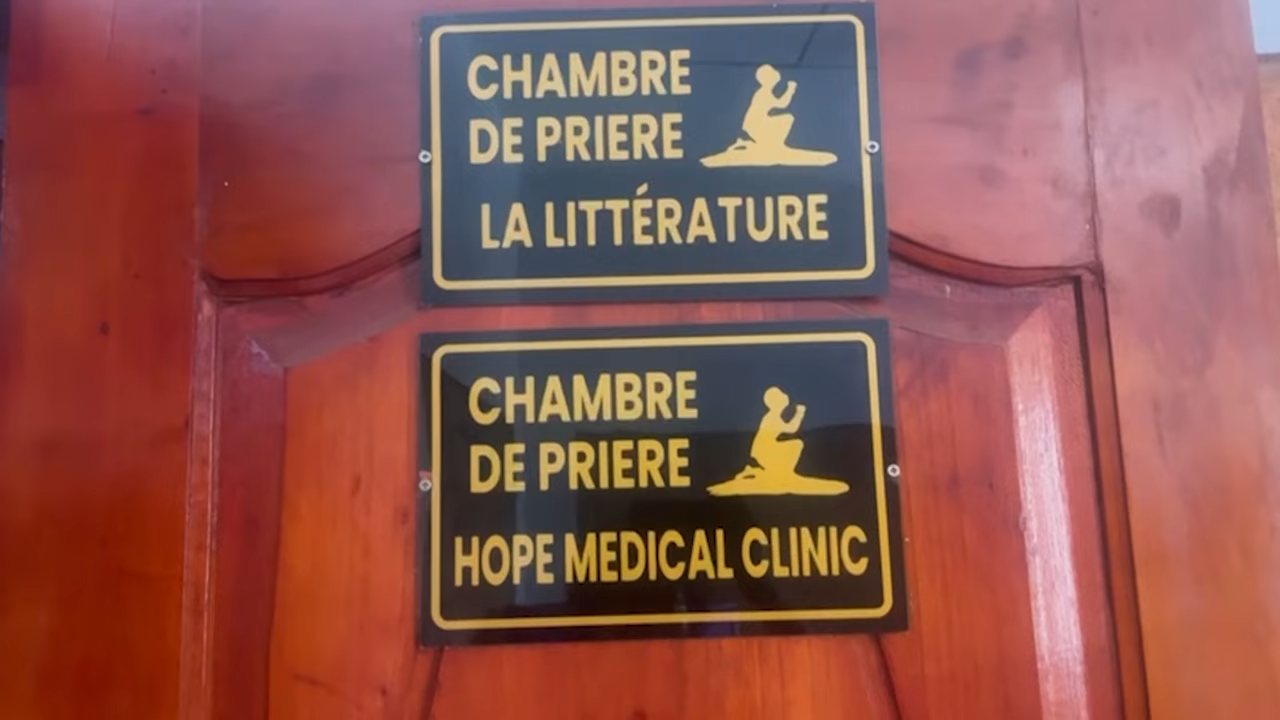 CHAMBRE
DE PRIERE
LA LITTÉRATURE
CHAMBRE
DE PRIERE
HOPE MEDICAL CLINIC